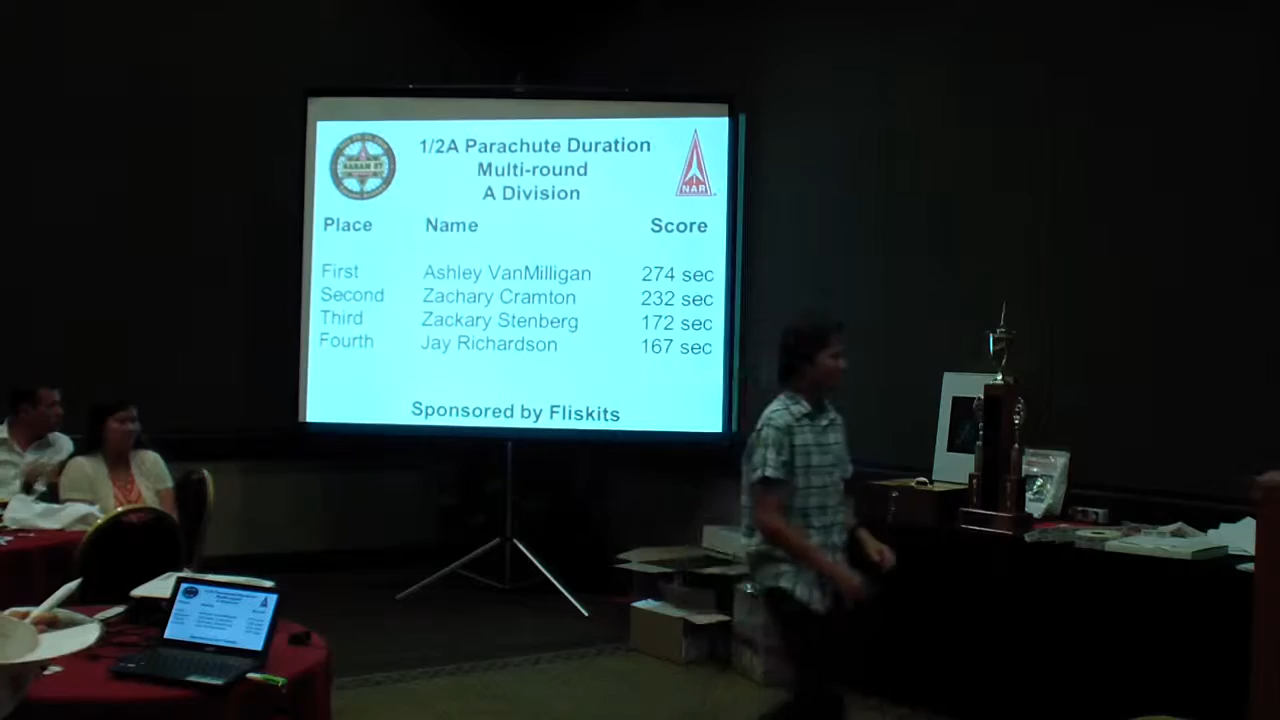 1/2A Parachute Duration
Multi-round
A Division
NAR
Place Name Score
First Ashley VanMilligan 274 sec
Second Zachary Cramton 232 sec
Third Zackary Stenberg 172 sec
Fourth Jay Richardson 167 sec
Sponsored by Fliskits